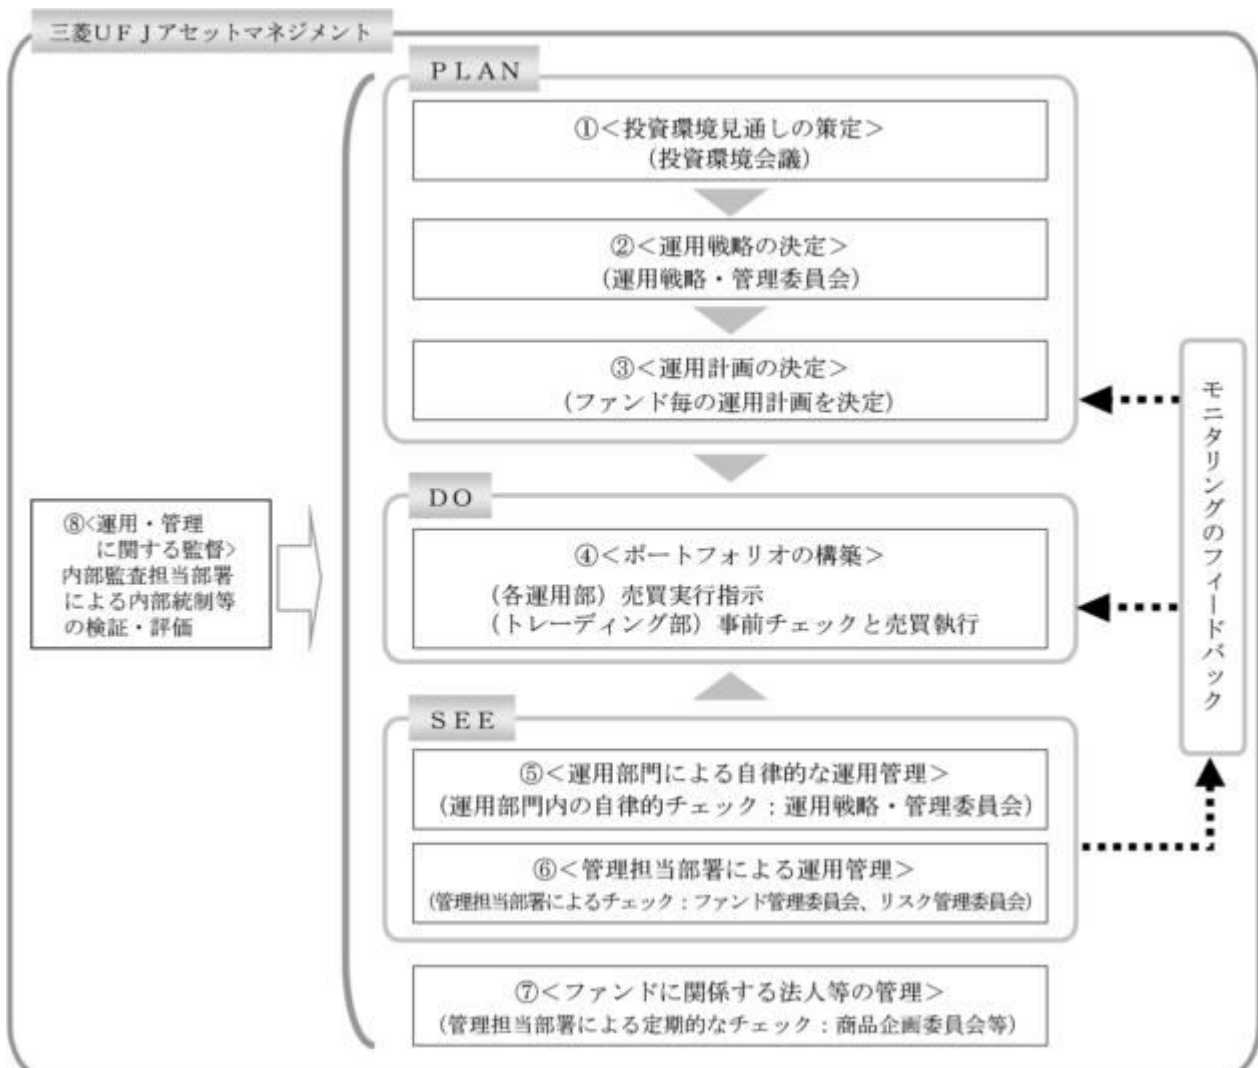 三菱ＵＦＪアセットマネジメント
ＰＬＡＮ
①＜投資環境見通しの策定＞
（投資環境会議）
②＜運用戦略の決定＞
（運用戦略・管理委員会）
③＜運用計画の決定＞
（ファンド毎の運用計画を決定）
ＤＯ
④＜ポートフォリオの構築＞
（各運用部）売買実行指示
（トレーディング部）事前チェックと売買執行
ＳＥＥ
⑤＜運用部門による自律的な運用管理＞
（運用部門内の自律的チェック：運用戦略・管理委員会）
⑥＜管理担当部署による運用管理＞
（管理担当部署によるチェック：ファンド管理委員会、リスク管理委員会）
⑦＜ファンドに関係する法人等の管理＞
（管理担当部署による定期的なチェック：商品企画委員会等）
⑧<運用・管理
に関する監督>
内部監査担当部署
による内部統制等
の検証・評価
モニタリングのフィードバック